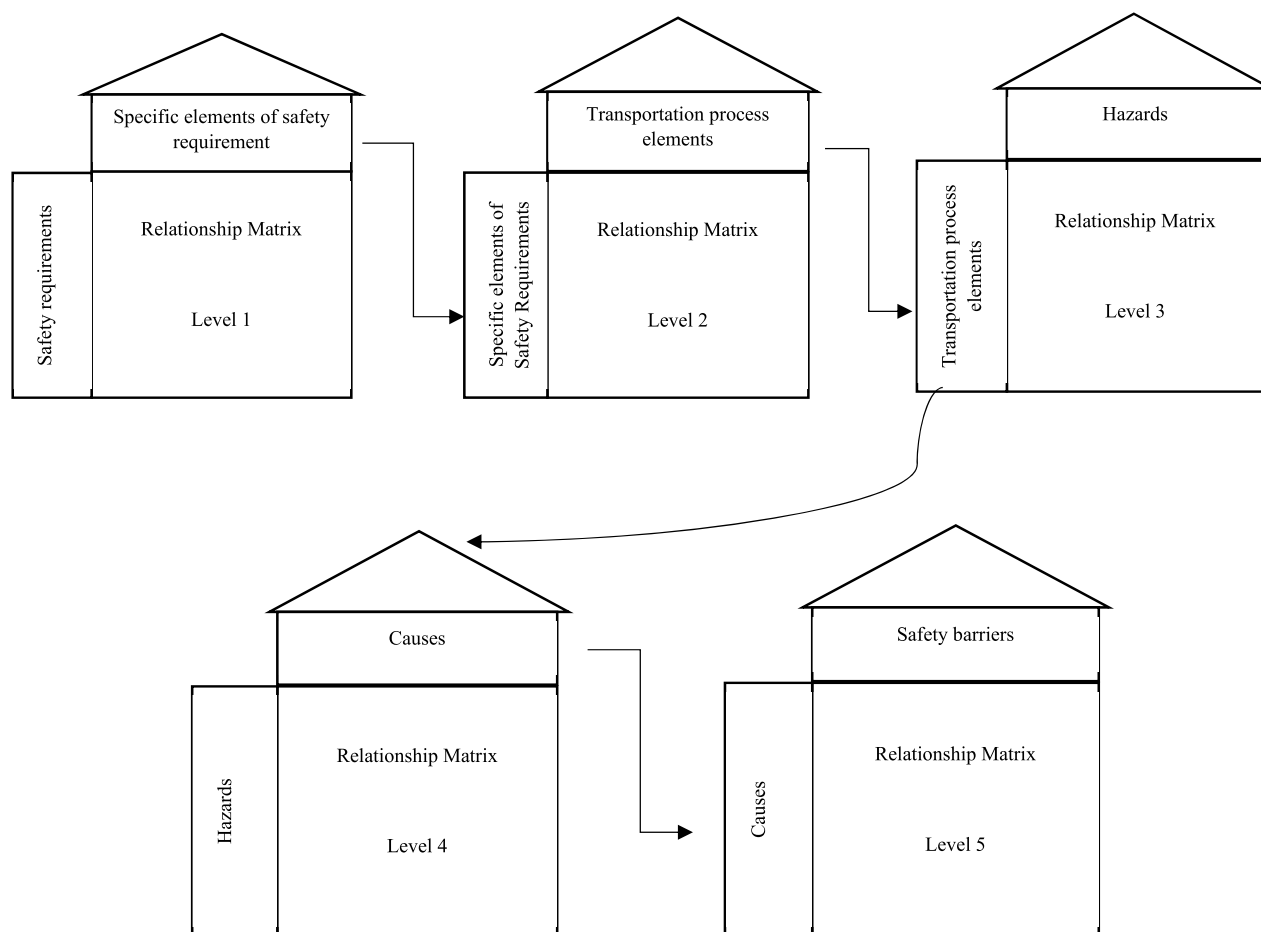 Specific elements of safety
requirement
Safety requirements
Relationship Matrix
Level 1
Transportation process
elements
Specific elements of
Safety Requirements
Relationship Matrix
Level 2
Hazards
Transportation process
elements
Relationship Matrix
Level 3
Causes
Hazards
Relationship Matrix
Level 4
Safety barriers
Causes
Relationship Matrix
Level 5